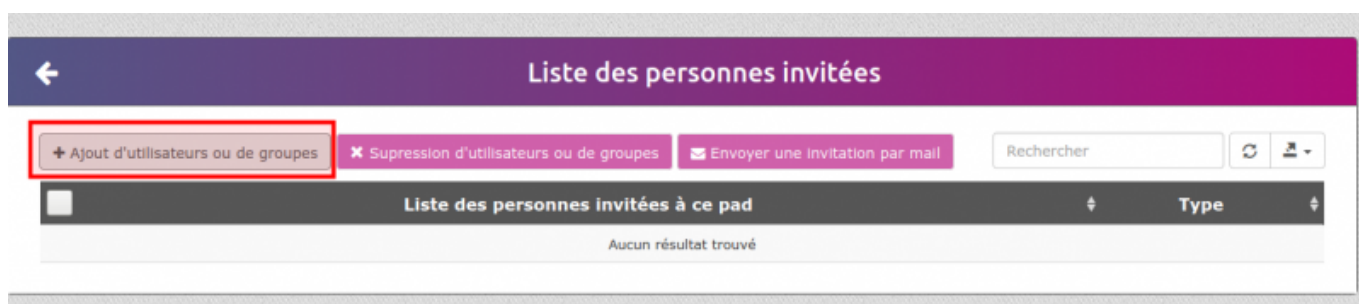 Liste des personnes invitées
Ajout d'utilisateurs ou de groupes Supression d'utilisateurs ou de groupes Envoyer une invitation par mail Rechercher
Liste des personnes invitées à ce pad Type
Aucun résultat trouvé